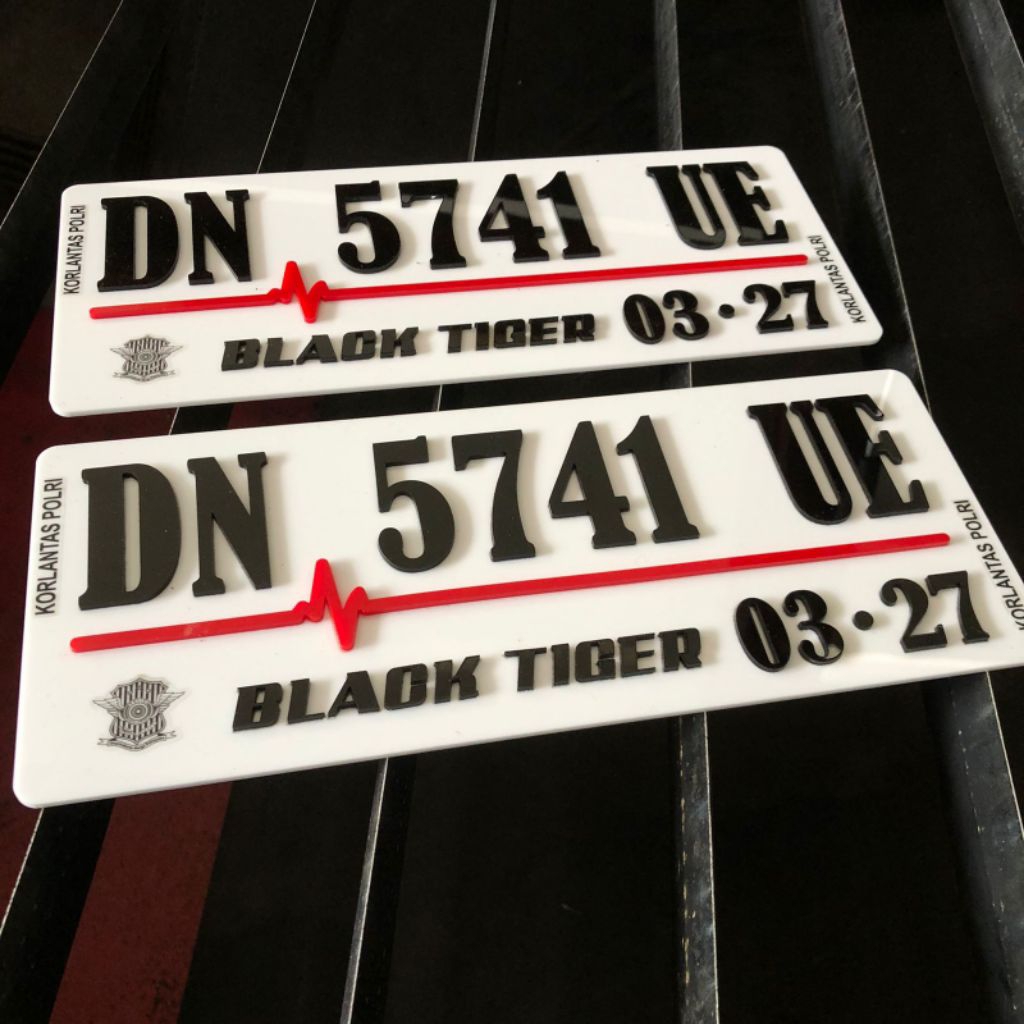 KORLANTAS POLRI
DN 5741 UE
BLACK TIGER
03·27
KORLANTAS POLRI
KORLANTAS POLRI
DN 5741 UE
BLACK TIGER
03·27
KORLANTAS POLRI